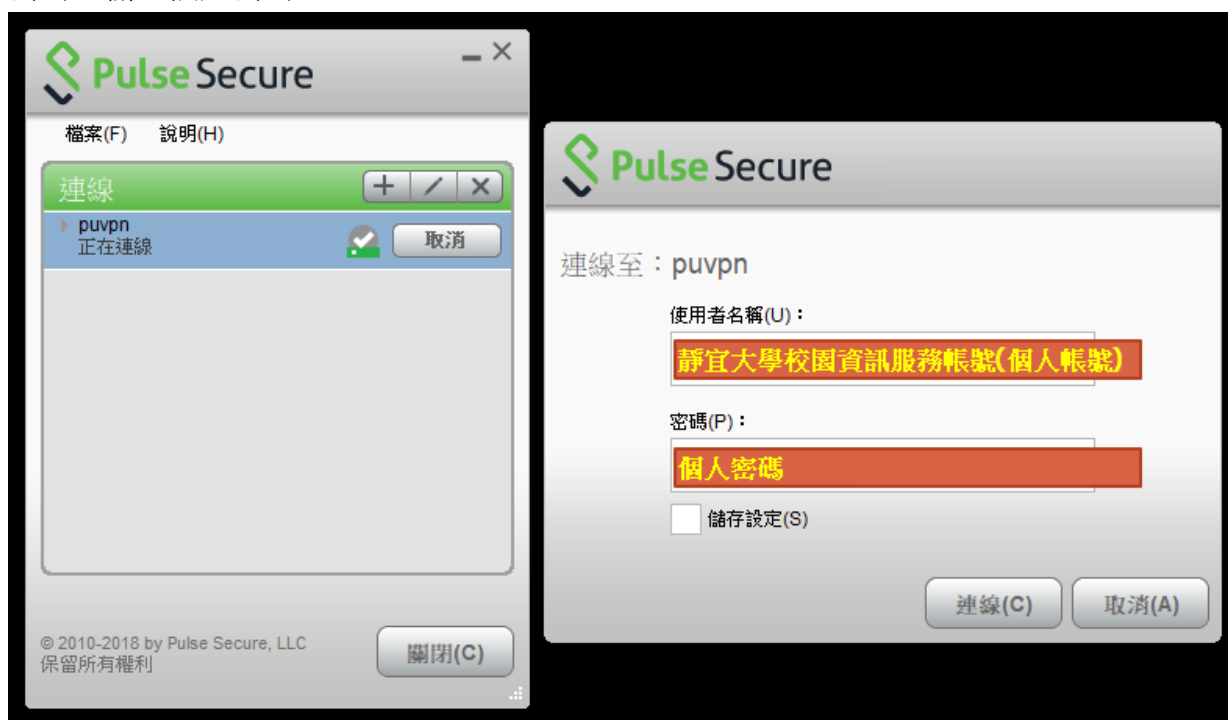 Pulse Secure
檔案(F) 說明(H)
連線
puvpn
正在連線
取消
© 2010-2018 by Pulse Secure, LLC
保留所有權利
關閉(C)
Pulse Secure
連線至：puvpn
使用者名稱(U)：
靜宜大學校園資訊服務帳號(個人帳號)
密碼(P)：
個人密碼
儲存設定(S)
連線(C)
取消(A)